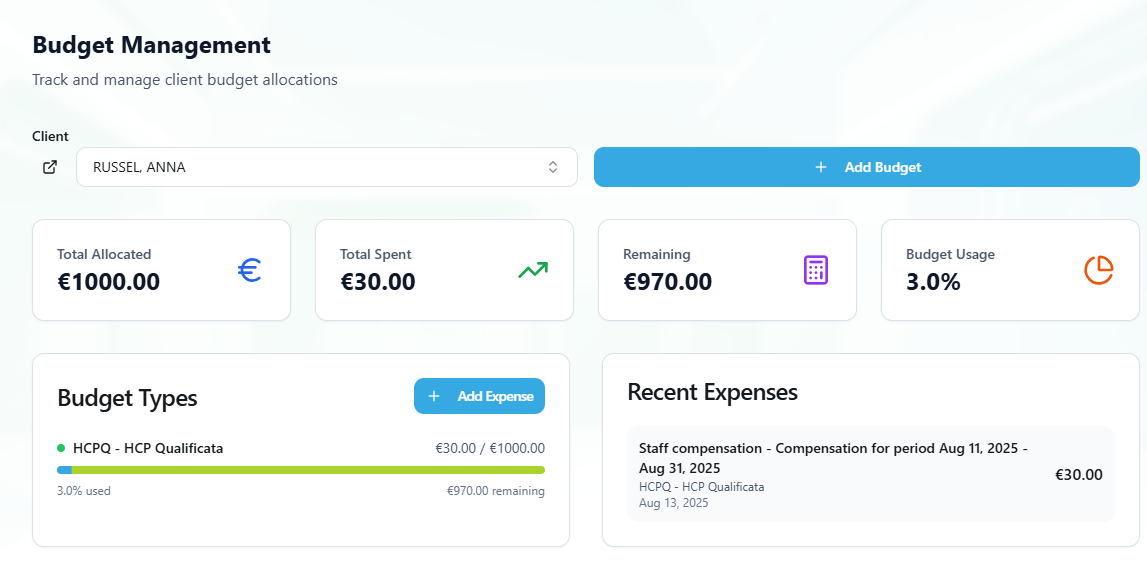 Budget Management
Track and manage client budget allocations
Client
RUSSEL, ANNA
Add Budget
Total Allocated
€1000.00
Total Spent
€30.00
Remaining
€970.00
Budget Usage
3.0%
Budget Types
Add Expense
HCPQ - HCP Qualificata
€30.00 / €1000.00
3.0% used
€970.00 remaining
Recent Expenses
Staff compensation - Compensation for period Aug 11, 2025 -
Aug 31, 2025
€30.00
HCPQ - HCP Qualificata
Aug 13, 2025